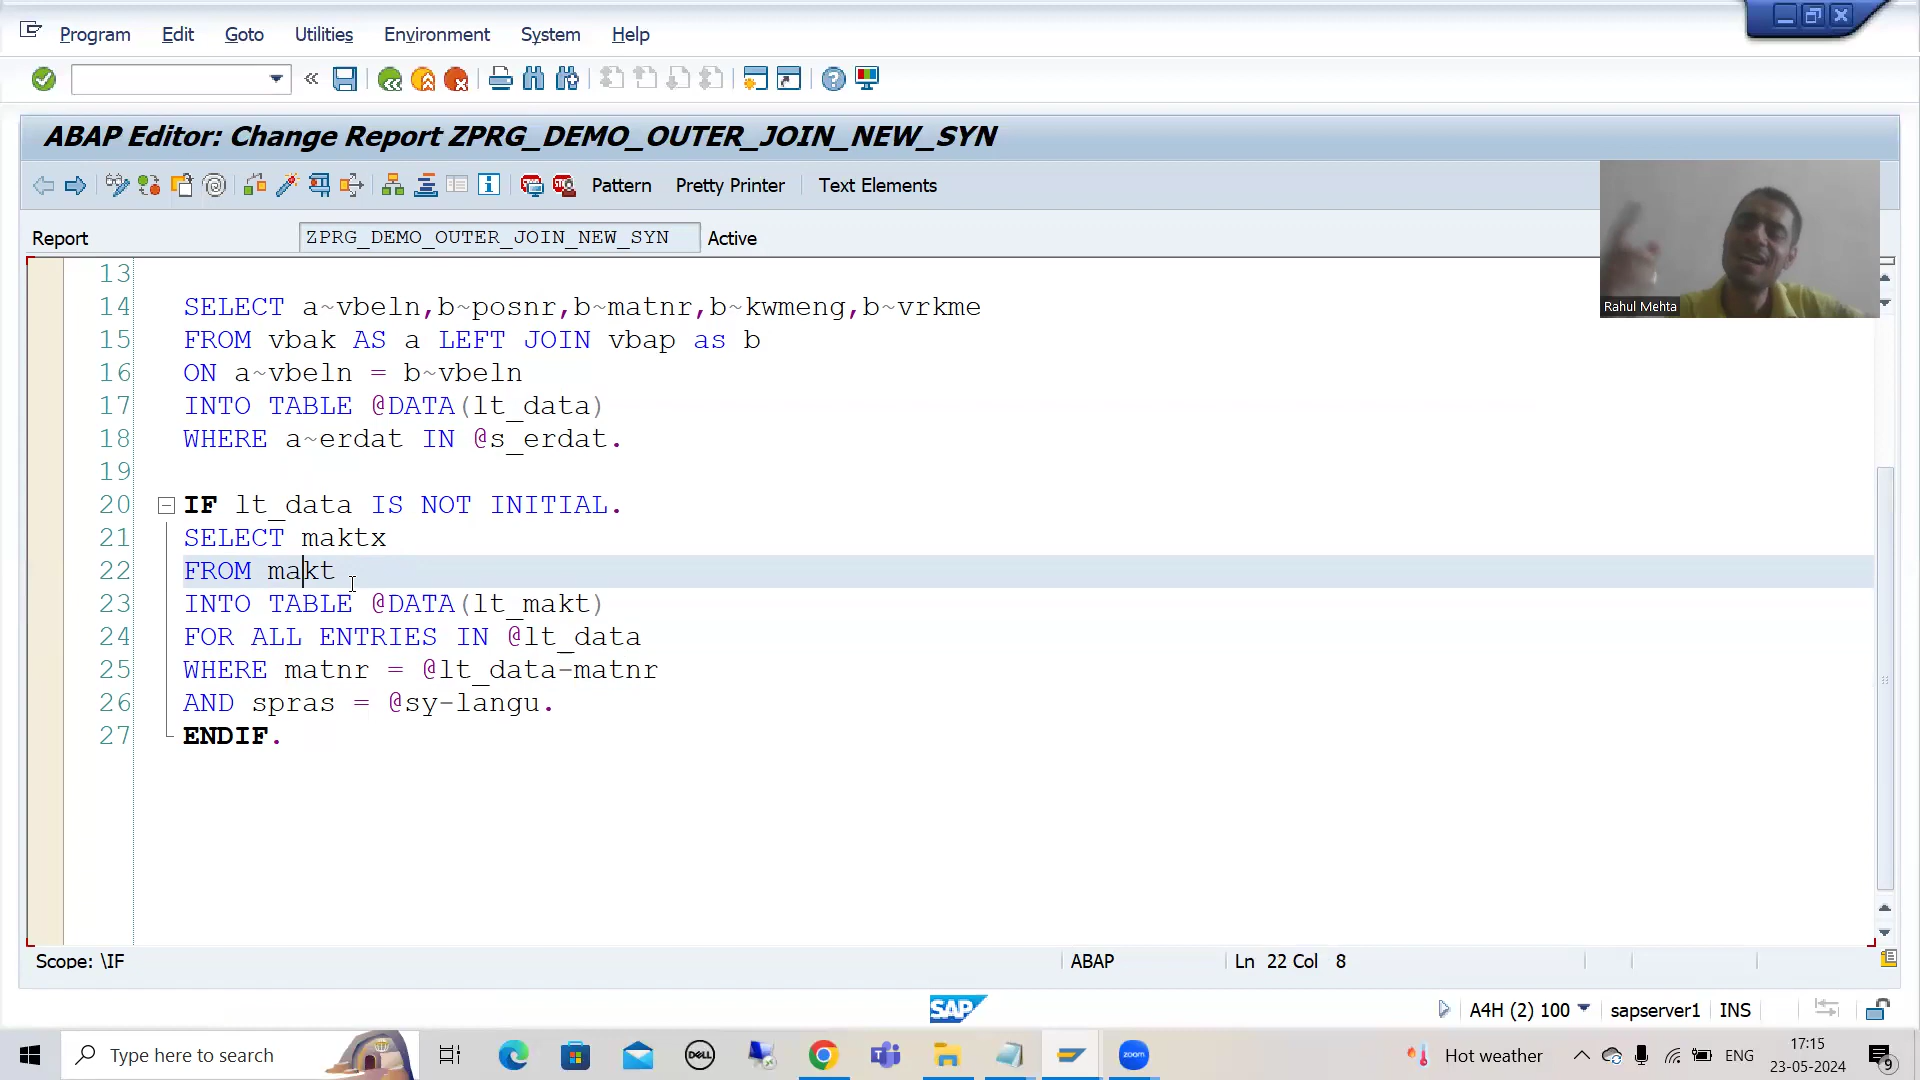 Program Edit Goto Utilities Environment System Help
ABAP Editor: Change Report ZPRG_DEMO_OUTER_JOIN_NEW_SYN
Pattern Pretty Printer Text Elements
Report ZPRG_DEMO_OUTER_JOIN_NEW_SYN Active
Rahul Mehta
13
14 SELECT a~vbeln,b~posnr,b~matnr,b~kwmeng,b~vrkme
15 FROM vbak AS a LEFT JOIN vbap as b
16 ON a~vbeln = b~vbeln
17 INTO TABLE @DATA(lt_data)
18 WHERE a~erdat IN @s_erdat.
19
20 IF lt_data IS NOT INITIAL.
21 SELECT maktx
22 FROM makt
23 INTO TABLE @DATA(lt_makt)
24 FOR ALL ENTRIES IN @lt_data
25 WHERE matnr = @lt_data-matnr
26 AND spras = @sy-langu.
27 ENDIF.
Scope: \IF ABAP Ln 22 Col 8
SAP
A4H (2) 100 sapserver1 INS
Type here to search DELL zoom Hot weather ENG 17:15
23-05-2024 9